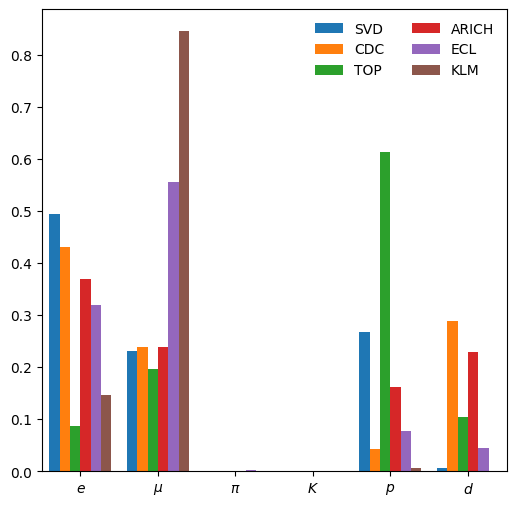 SVD
CDC
TOP
ARICH
ECL
KLM
0.8
0.7
0.6
0.5
0.4
0.3
0.2
0.1
0.0
e μ π K p d